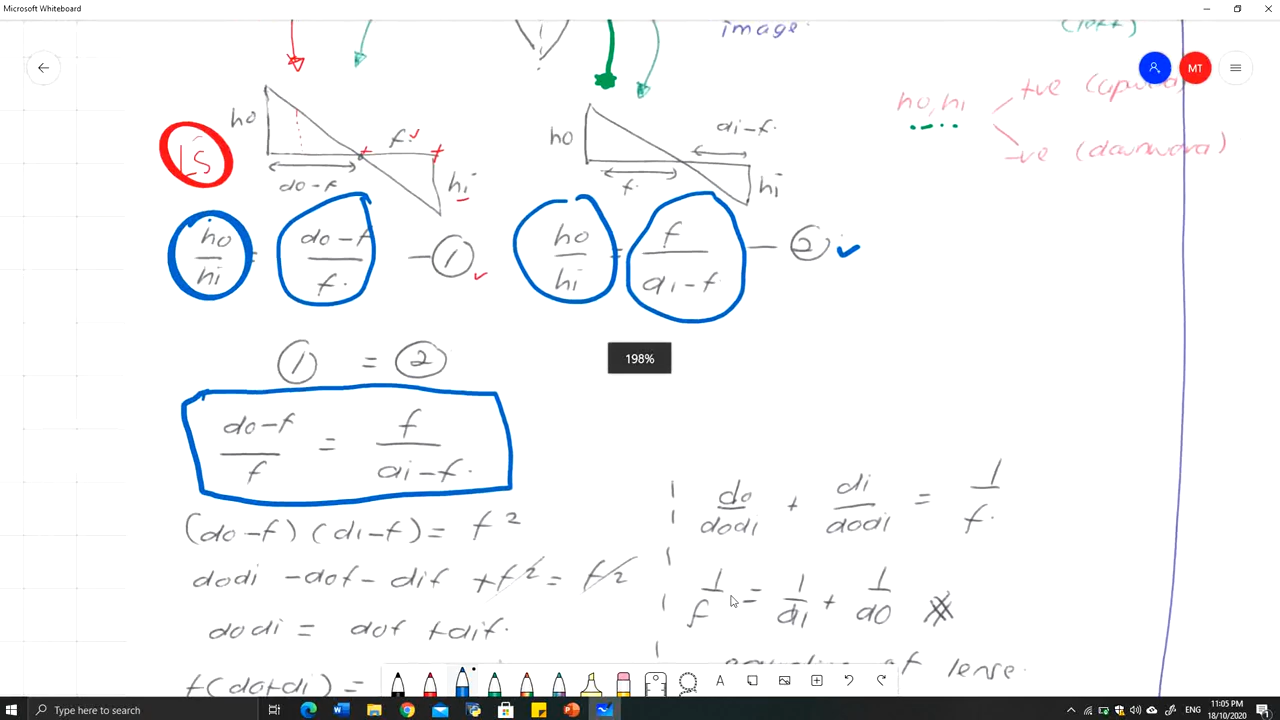 Microsoft Whiteboard
image.
(left)
MT
ho, hi
+ve (upward)
-ve (downward)
ho
f
do-f
hi
LS
ho
di-f.
f.
hi
ho/hi = do-f/f. - ①
ho/hi = f/di-f - ②
198%
① = ②
do-f/f = f/di-f.
(do-f)(di-f) = f²
dodi - dof - dif + f² = f²
dodi = dof + dif.
f(do+di) =
do/dodi + di/dodi = 1/f.
1/f = 1/di + 1/do
of lense.
Type here to search
ENG
11:05 PM
18/10/2020